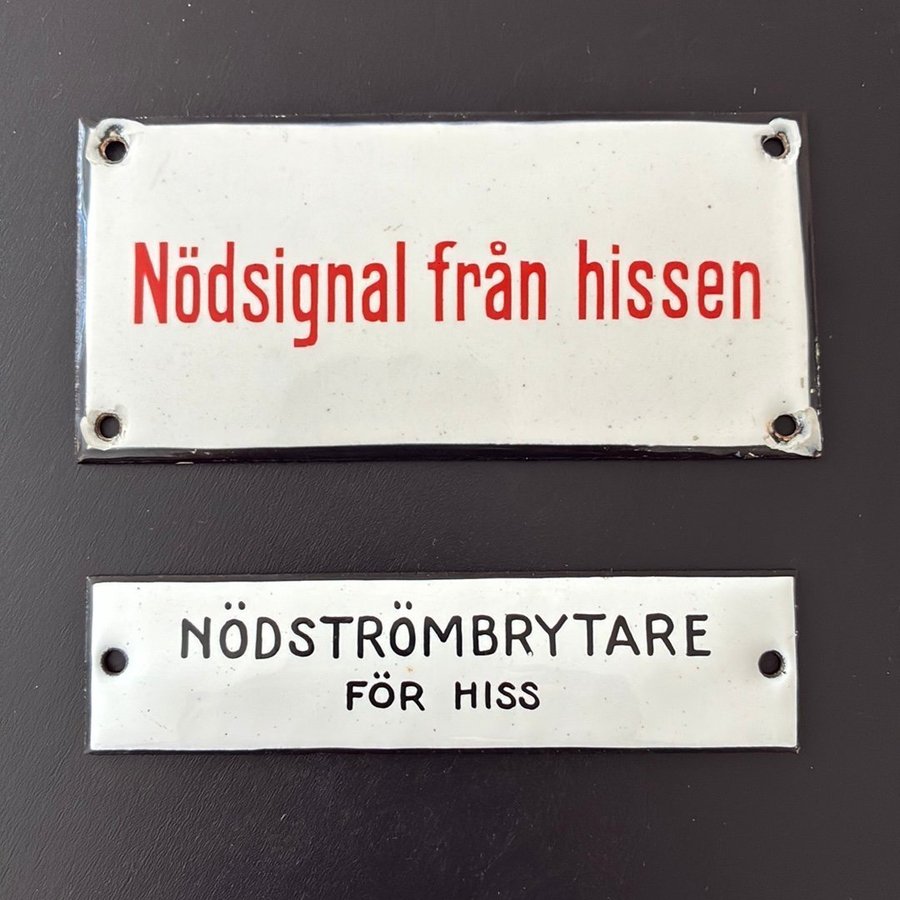 Nödsignal från hissen
NÖDSTRÖMBRYTARE
FÖR HISS